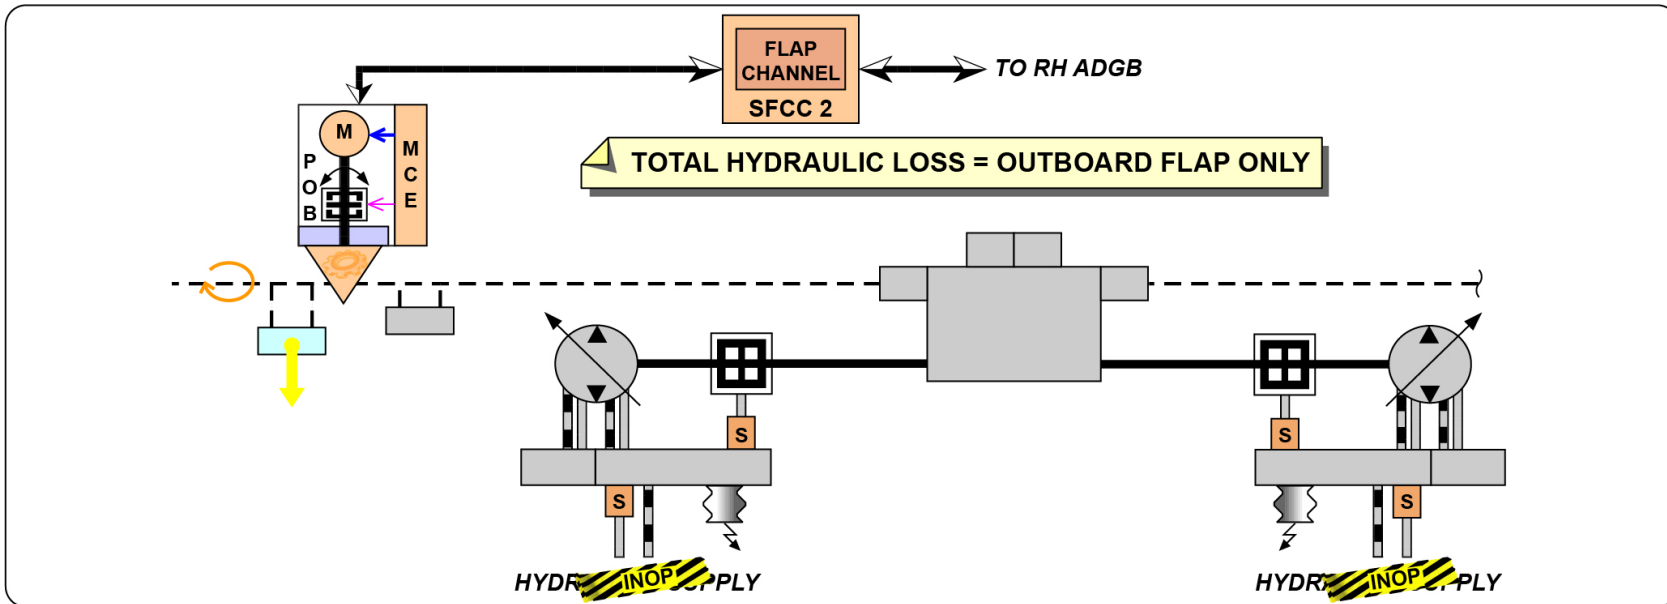 FLAP
CHANNEL
SFCC 2
TO RH ADGB
M
P
O
B
M
C
E
TOTAL HYDRAULIC LOSS = OUTBOARD FLAP ONLY
S
S
S
S
INOP
INOP